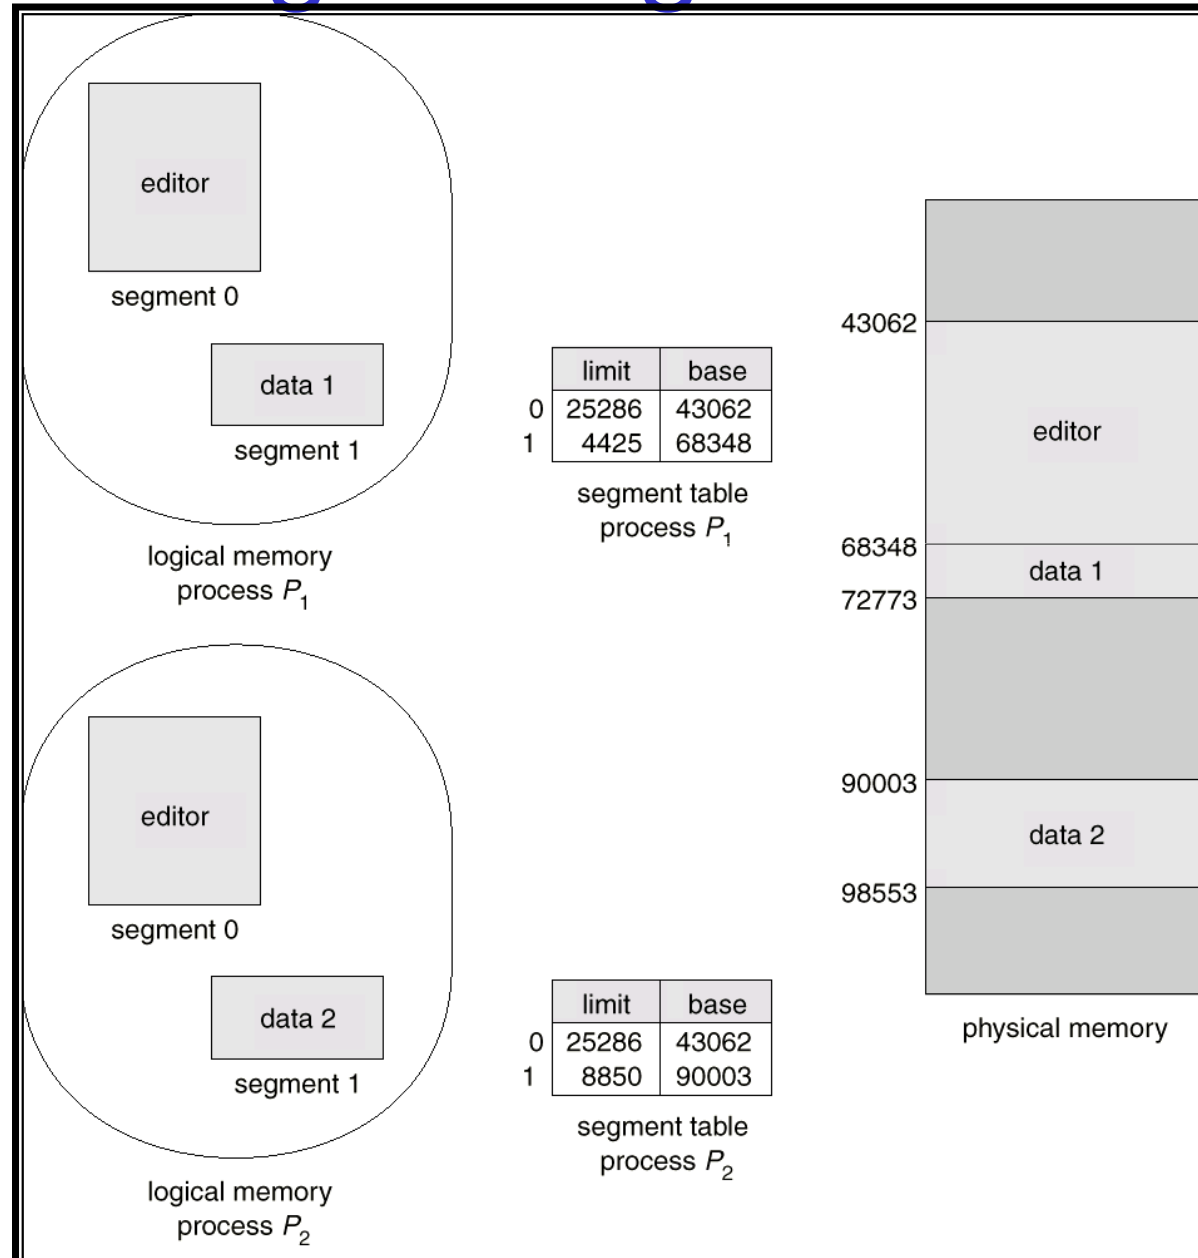 editor
segment 0
data 1
segment 1
logical memory
process P1
limit base
0 25286 43062
1 4425 68348
segment table
process P1
editor
segment 0
data 2
segment 1
logical memory
process P2
limit base
0 25286 43062
1 8850 90003
segment table
process P2
43062
editor
68348
data 1
72773
90003
data 2
98553
physical memory